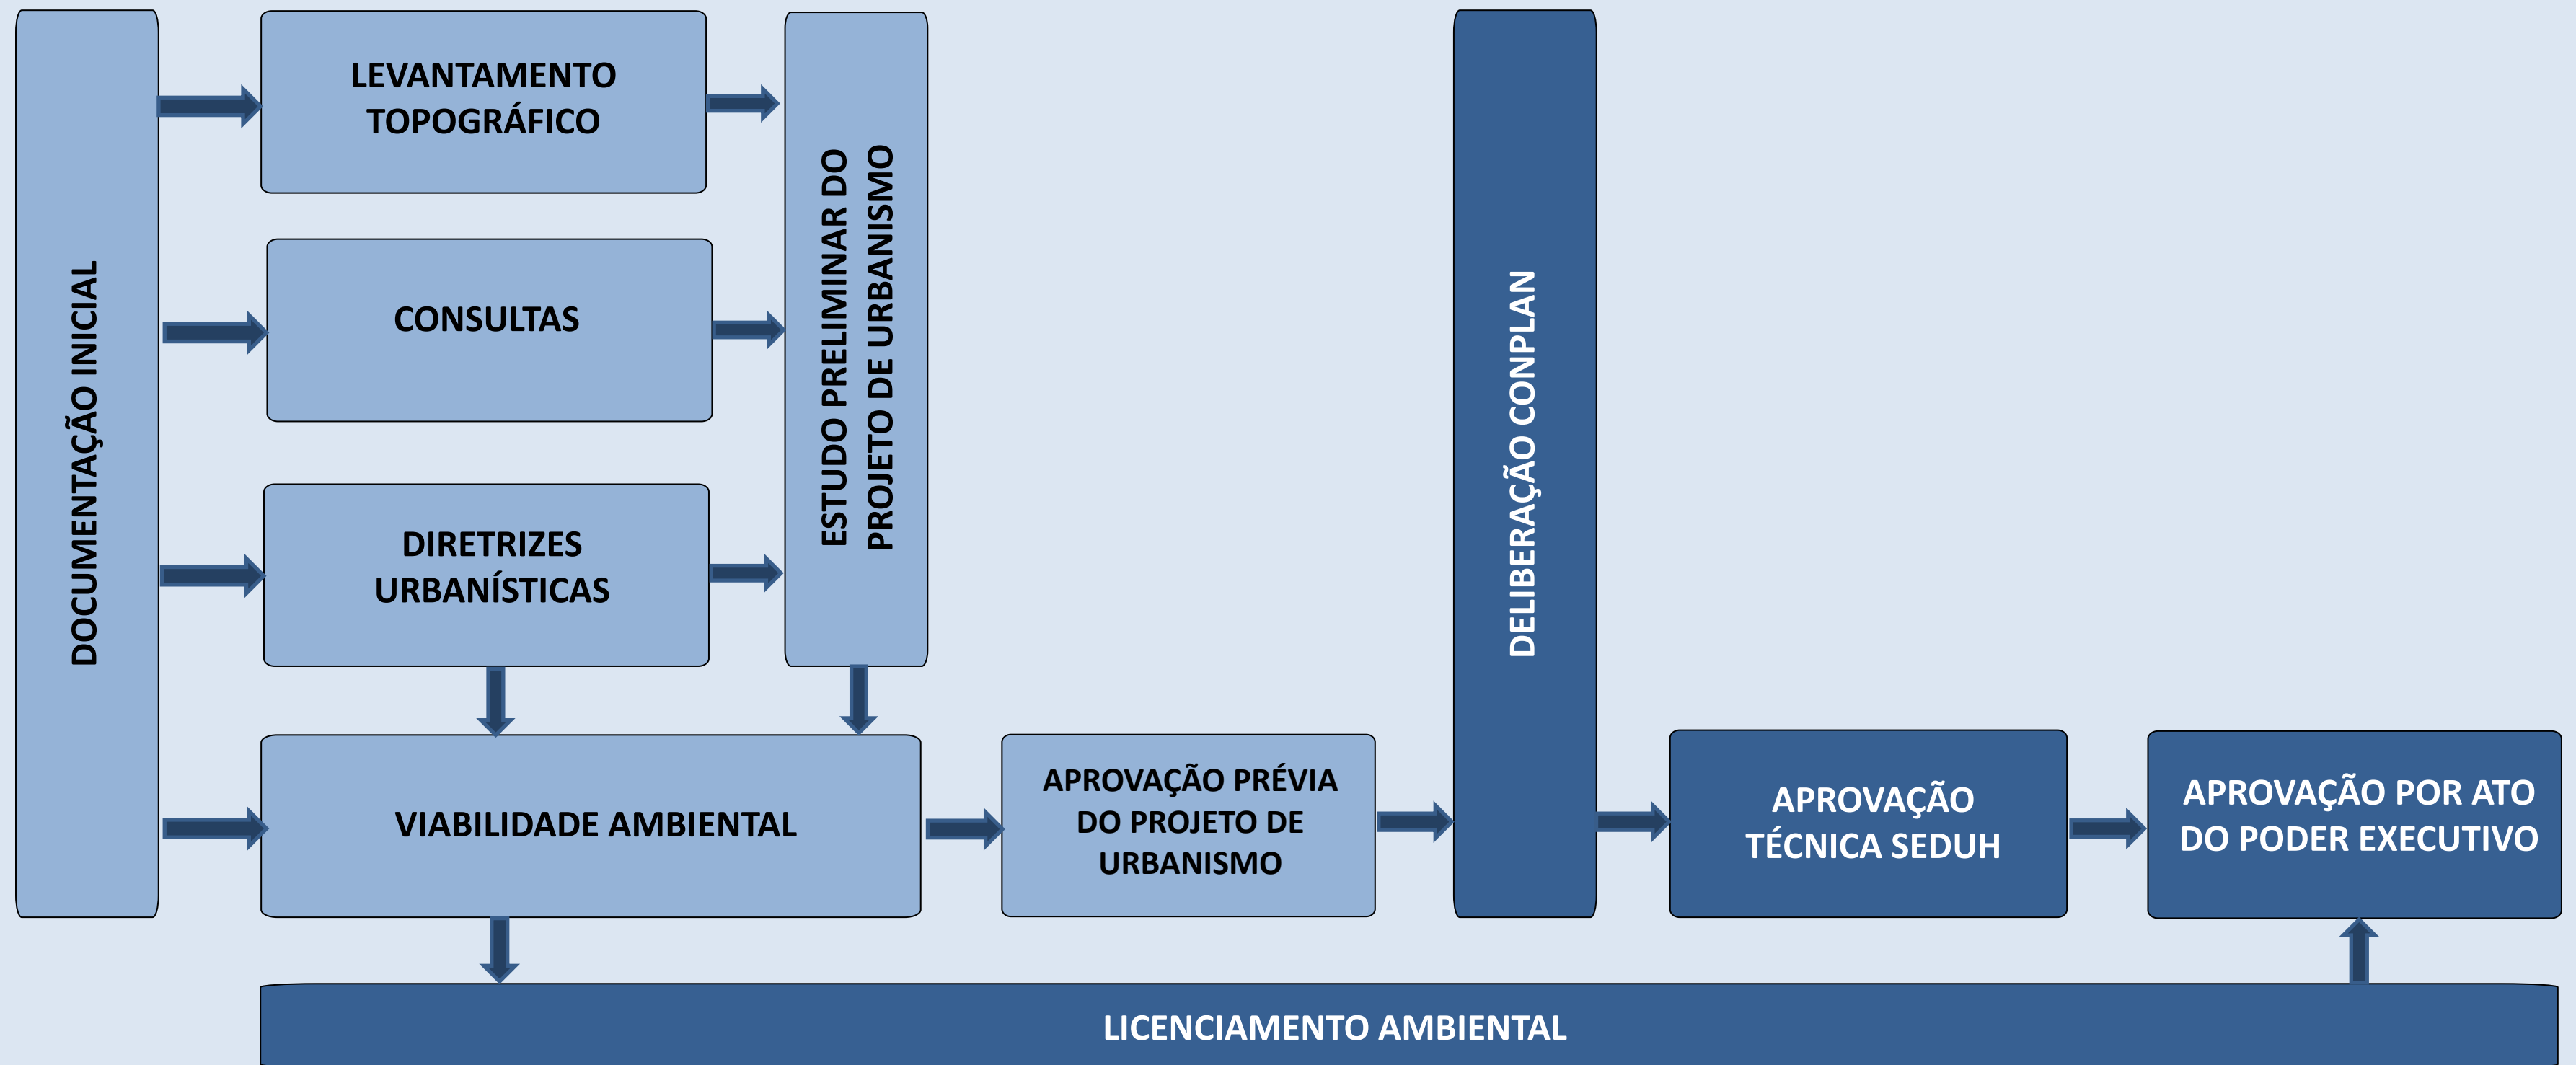 DOCUMENTAÇÃO INICIAL
LEVANTAMENTO
TOPOGRÁFICO
CONSULTAS
DIRETRIZES
URBANÍSTICAS
ESTUDO PRELIMINAR DO
PROJETO DE URBANISMO
VIABILIDADE AMBIENTAL
APROVAÇÃO PRÉVIA
DO PROJETO DE
URBANISMO
DELIBERAÇÃO CONPLAN
APROVAÇÃO
TÉCNICA SEDUH
APROVAÇÃO POR ATO
DO PODER EXECUTIVO
LICENCIAMENTO AMBIENTAL